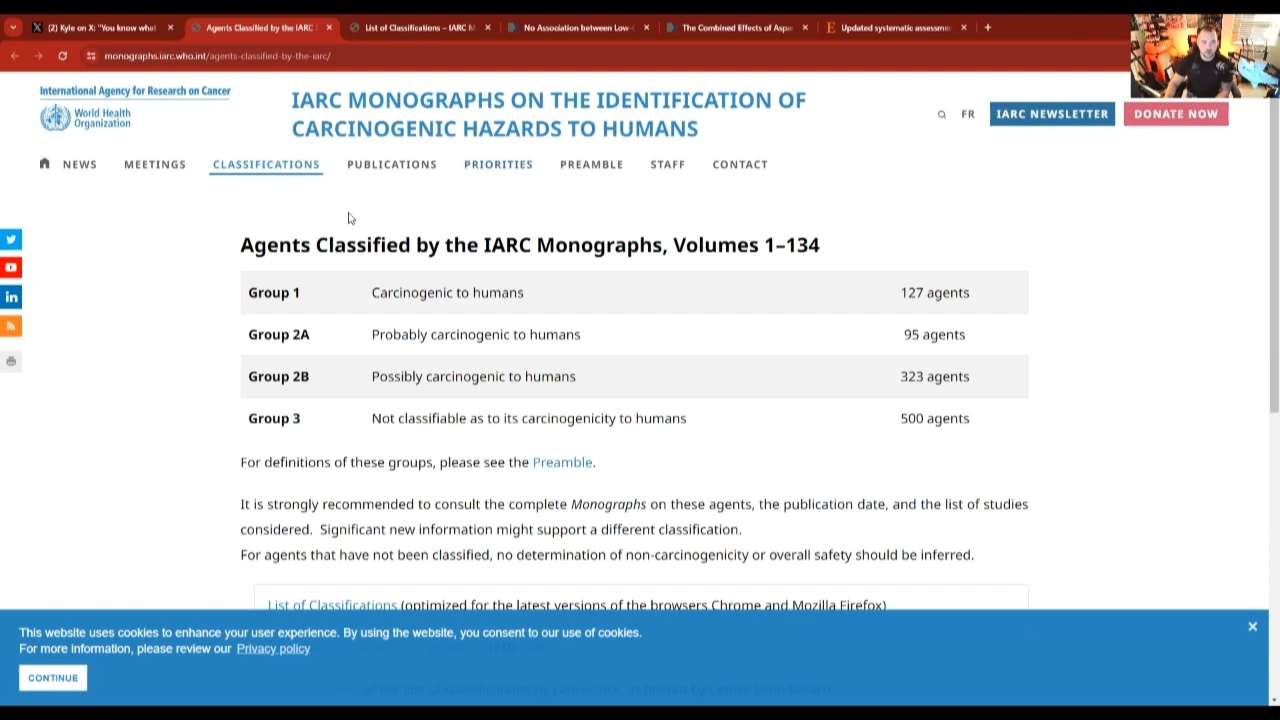 (2) Kyle on X: "You know what
Agents Classified by the IARC
List of Classifications – IARC M
No Association between Low-
The Combined Effects of Aspa
Updated systematic assessmen
monographs.iarc.who.int/agents-classified-by-the-iarc/
International Agency for Research on Cancer
World Health
Organization
IARC MONOGRAPHS ON THE IDENTIFICATION OF
CARCINOGENIC HAZARDS TO HUMANS
FR
IARC NEWSLETTER
DONATE NOW
NEWS MEETINGS CLASSIFICATIONS PUBLICATIONS PRIORITIES PREAMBLE STAFF CONTACT
Agents Classified by the IARC Monographs, Volumes 1–134
Group 1 Carcinogenic to humans 127 agents
Group 2A Probably carcinogenic to humans 95 agents
Group 2B Possibly carcinogenic to humans 323 agents
Group 3 Not classifiable as to its carcinogenicity to humans 500 agents
For definitions of these groups, please see the Preamble.
It is strongly recommended to consult the complete Monographs on these agents, the publication date, and the list of studies
considered. Significant new information might support a different classification.
For agents that have not been classified, no determination of non-carcinogenicity or overall safety should be inferred.
List of Classifications (optimized for the latest versions of the browsers Chrome and Mozilla Firefox)
This website uses cookies to enhance your user experience. By using the website, you consent to our use of cookies.
For more information, please review our Privacy policy
CONTINUE